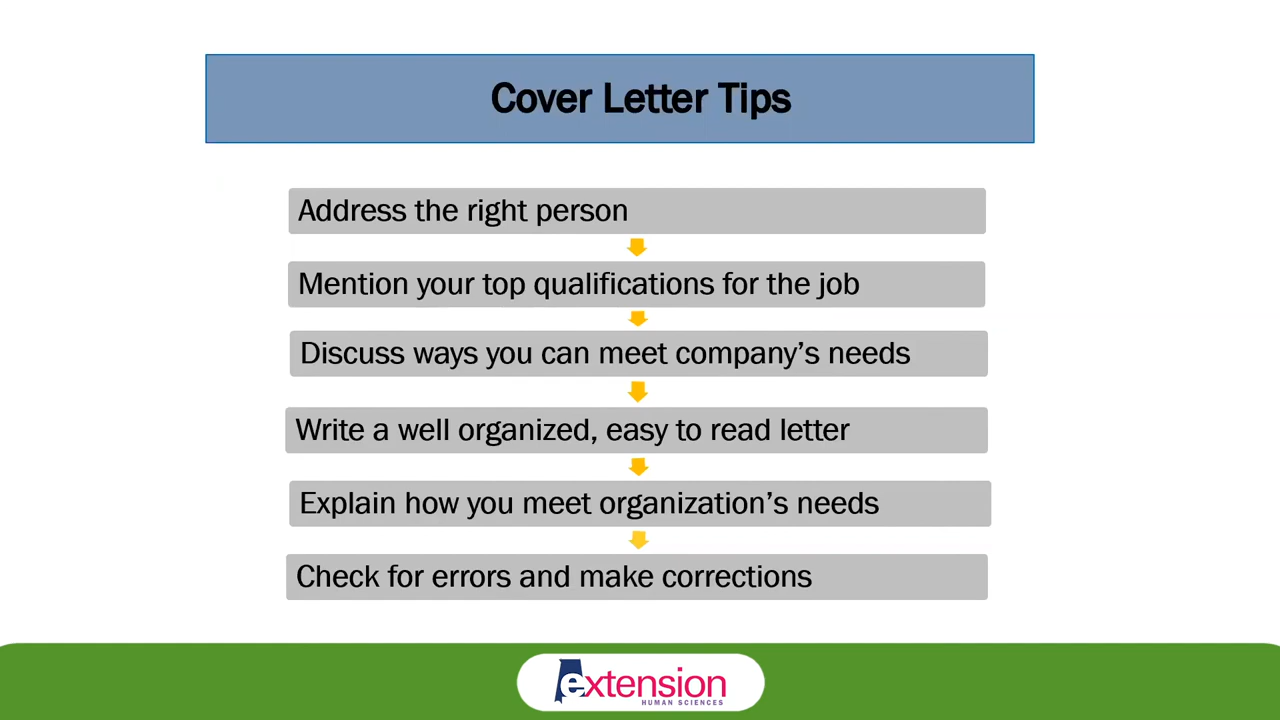 Cover Letter Tips
Address the right person
Mention your top qualifications for the job
Discuss ways you can meet company’s needs
Write a well organized, easy to read letter
Explain how you meet organization’s needs
Check for errors and make corrections
extension
HUMAN SCIENCES